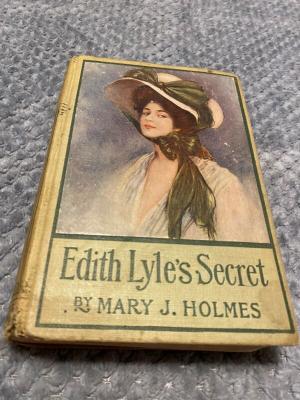 Edith Lyle's Secret
BY MARY J. HOLMES